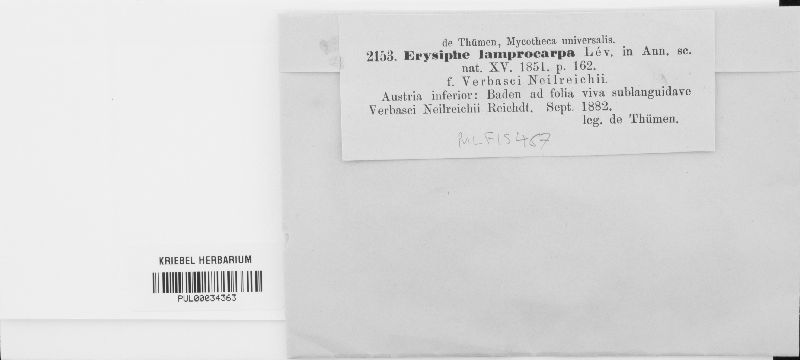 de Thümen, Mycotheca universalis.
2153. Erysiphe lamprocarpa Lév. in Ann. sc.
nat. XV. 1851. p. 162.
f. Verbasci Neilreichii.
Austria inferior: Baden ad folia viva sublanguidave
Verbasci Neilreichii Reichdt. Sept. 1882.
leg. de Thümen.
KRIEBEL HERBARIUM
PUL00034363